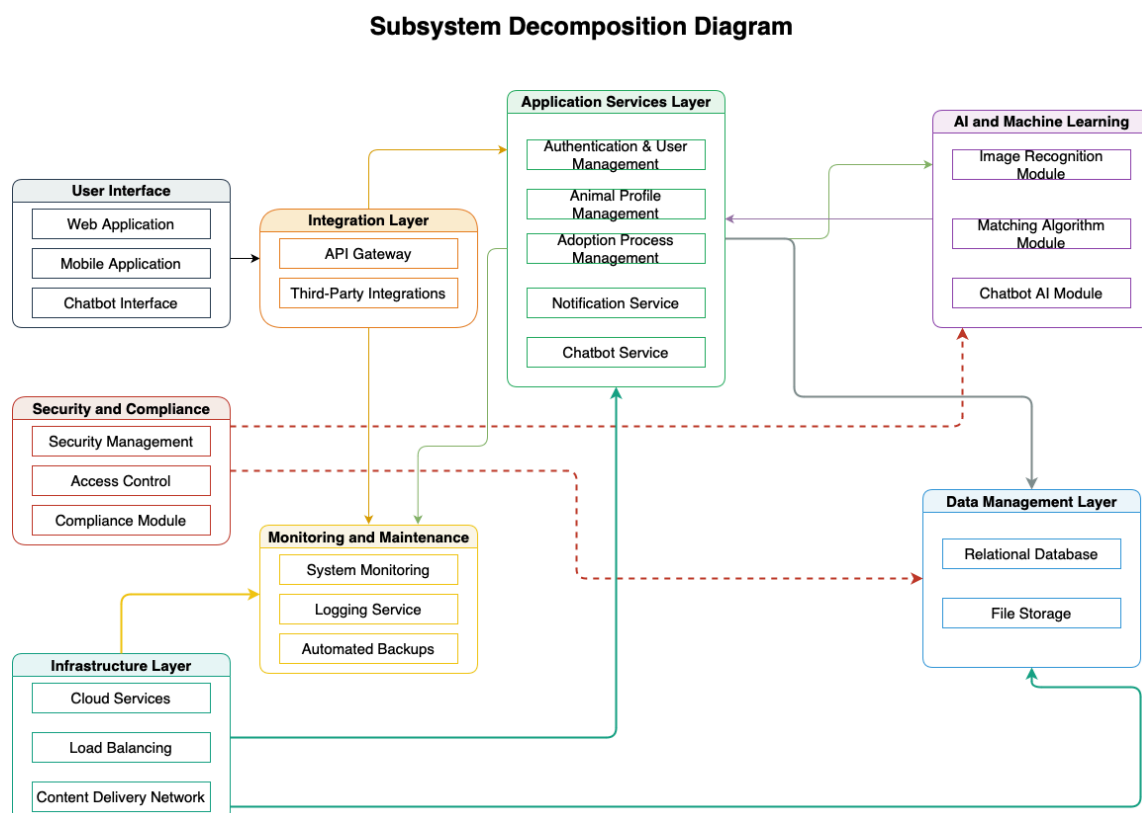 Subsystem Decomposition Diagram
User Interface
Web Application
Mobile Application
Chatbot Interface
Integration Layer
API Gateway
Third-Party Integrations
Application Services Layer
Authentication & User
Management
Animal Profile
Management
Adoption Process
Management
Notification Service
Chatbot Service
AI and Machine Learning
Image Recognition
Module
Matching Algorithm
Module
Chatbot AI Module
Security and Compliance
Security Management
Access Control
Compliance Module
Monitoring and Maintenance
System Monitoring
Logging Service
Automated Backups
Data Management Layer
Relational Database
File Storage
Infrastructure Layer
Cloud Services
Load Balancing
Content Delivery Network